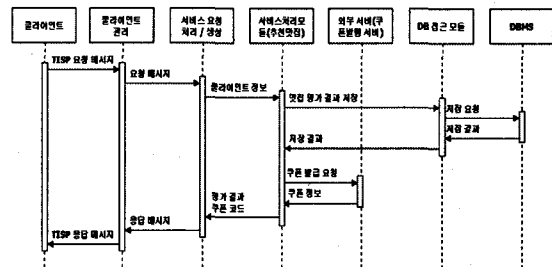 클라이언트
클라이언트
관리
서비스 요청
처리 / 생성
서비스처리모
듈(추천맛집)
외부 서버(쿠
폰발행 서버)
DB 접근 모듈
DBMS
TISP 요청 메시지
요청 메시지
클라이언트 정보
맛집 평가 결과 저장
저장 요청
저장 결과
저장 결과
쿠폰 발급 요청
쿠폰 정보
평가 결과
쿠폰 코드
응답 메시지
TISP 응답 메시지